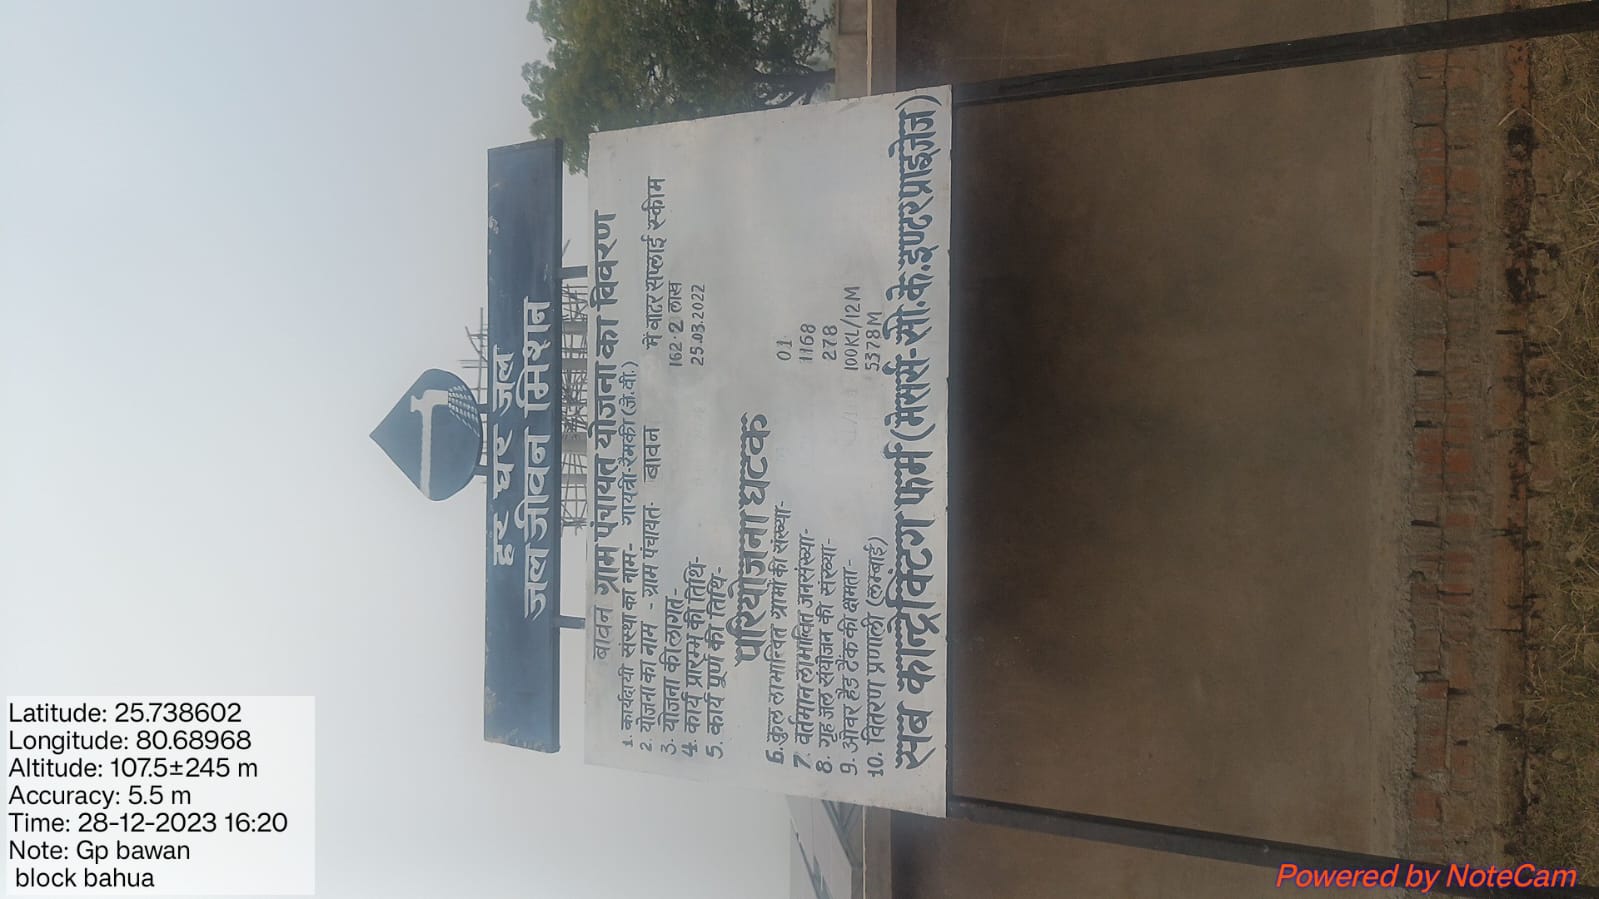 हर घर जल
जल जीवन मिशन
बावन ग्राम पंचायत योजना का विवरण
1. कार्यदायी संस्था का नाम- गायत्री-रैमकी (जे.वी.)
2. योजना का नाम - ग्राम पंचायत- बावन में वाटर सप्लाई स्कीम
3. योजना की लागत- 162.2 लाख
4. कार्य प्रारम्भ की तिथि- 25.03.2022
5. कार्य पूर्ण की तिथि-
परियोजना घटक
6. कुल लाभान्वित ग्रामों की संख्या- 01
7. वर्तमान लाभान्वित जनसंख्या- 1168
8. गृह जल संयोजन की संख्या- 278
9. ओवर हेड टैंक की क्षमता- 100KL/12M
10. वितरण प्रणाली (लम्बाई) 5378M
सब कान्ट्रेक्टिंग फर्म (मेसर्स-सी.के.इण्टरप्राइजेज)
Latitude: 25.738602
Longitude: 80.68968
Altitude: 107.5±245 m
Accuracy: 5.5 m
Time: 28-12-2023 16:20
Note: Gp bawan
block bahua
Powered by NoteCam